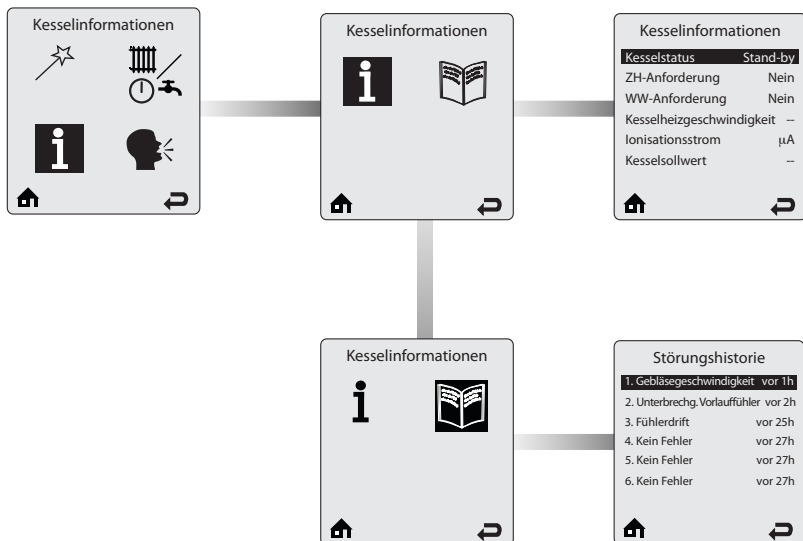 Kesselinformationen
Kesselinformationen
Kesselinformationen
Kesselstatus Stand-by
ZH-Anforderung Nein
WW-Anforderung Nein
Kesselheizgeschwindigkeit --
Ionisationsstrom µA
Kesselsollwert --
Kesselinformationen
Störungshistorie
1. Gebläsegeschwindigkeit vor 1h
2. Unterbrechg. Vorlauffühler vor 2h
3. Fühlerdrift vor 25h
4. Kein Fehler vor 27h
5. Kein Fehler vor 27h
6. Kein Fehler vor 27h